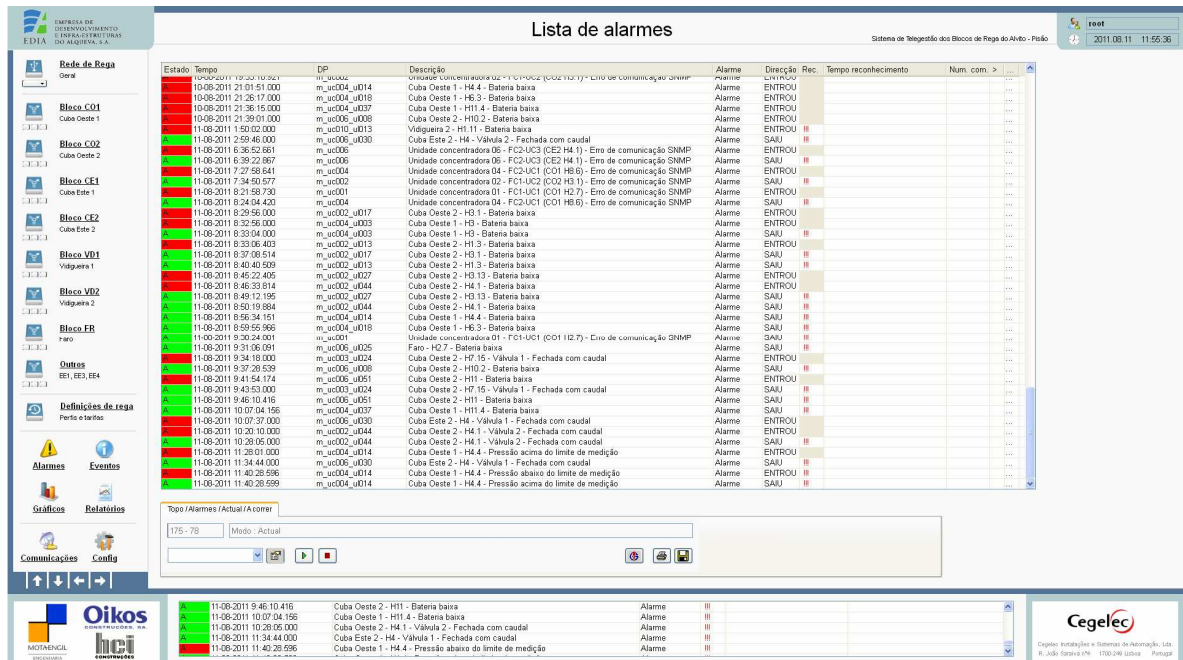 EMPRESA DE
DESENVOLVIMENTO
E INFRA-ESTRUTURAS
EDIA DO ALQUEVA, S.A.
Lista de alarmes
Sistema de Telegestão dos Blocos de Rega do Alvito - Pisão
root
2011.08.11 11:55:36
Rede de Rega
Geral
Bloco CO1
Cuba Oeste 1
Bloco CO2
Cuba Oeste 2
Bloco CE1
Cuba Este 1
Bloco CE2
Cuba Este 2
Bloco VD1
Vidigueira 1
Bloco VD2
Vidigueira 2
Bloco FR
Faro
Outros
EE1, EE3, EE4
Definições de rega
Perfis e tarifas
Alarmes Eventos
Gráficos Relatórios
Comunicações Config
Estado Tempo DP Descrição Alarme Direcção Rec. Tempo reconhecimento Num. com. > ...
A 10-08-2011 19:53:10.921 m_uc002 Unidade concentradora 02 - FC1-UC2 (CO2 H3.1) - Erro de comunicação SNMP Alarme ENTROU
A 10-08-2011 21:01:51.000 m_uc004_ul014 Cuba Oeste 1 - H4.4 - Bateria baixa Alarme ENTROU ...
A 10-08-2011 21:26:17.000 m_uc004_ul018 Cuba Oeste 1 - H6.3 - Bateria baixa Alarme ENTROU ...
A 10-08-2011 21:36:15.000 m_uc004_ul037 Cuba Oeste 1 - H11.4 - Bateria baixa Alarme ENTROU ...
A 10-08-2011 21:39:01.000 m_uc006_ul008 Cuba Oeste 2 - H10.2 - Bateria baixa Alarme ENTROU ...
A 11-08-2011 1:50:02.000 m_uc010_ul013 Vidigueira 2 - H1.11 - Bateria baixa Alarme ENTROU !!! ...
A 11-08-2011 2:59:46.000 m_uc006_ul030 Cuba Este 2 - H4 - Válvula 2 - Fechada com caudal Alarme SAIU !!! ...
A 11-08-2011 6:36:52.661 m_uc006 Unidade concentradora 06 - FC2-UC3 (CE2 H4.1) - Erro de comunicação SNMP Alarme ENTROU ...
A 11-08-2011 6:39:22.867 m_uc006 Unidade concentradora 06 - FC2-UC3 (CE2 H4.1) - Erro de comunicação SNMP Alarme SAIU !!! ...
A 11-08-2011 7:27:58.641 m_uc004 Unidade concentradora 04 - FC2-UC1 (CO1 H8.6) - Erro de comunicação SNMP Alarme ENTROU ...
A 11-08-2011 7:34:50.577 m_uc002 Unidade concentradora 02 - FC1-UC2 (CO2 H3.1) - Erro de comunicação SNMP Alarme SAIU !!! ...
A 11-08-2011 8:21:58.730 m_uc001 Unidade concentradora 01 - FC1-UC1 (CO1 H2.7) - Erro de comunicação SNMP Alarme ENTROU ...
A 11-08-2011 8:24:04.420 m_uc004 Unidade concentradora 04 - FC2-UC1 (CO1 H8.6) - Erro de comunicação SNMP Alarme SAIU !!! ...
A 11-08-2011 8:29:56.000 m_uc002_ul017 Cuba Oeste 2 - H3.1 - Bateria baixa Alarme ENTROU ...
A 11-08-2011 8:32:56.000 m_uc004_ul003 Cuba Oeste 1 - H3 - Bateria baixa Alarme ENTROU ...
A 11-08-2011 8:33:04.000 m_uc004_ul003 Cuba Oeste 1 - H3 - Bateria baixa Alarme SAIU !!! ...
A 11-08-2011 8:33:06.403 m_uc002_ul013 Cuba Oeste 2 - H1.3 - Bateria baixa Alarme ENTROU ...
A 11-08-2011 8:37:08.514 m_uc002_ul017 Cuba Oeste 2 - H3.1 - Bateria baixa Alarme SAIU !!! ...
A 11-08-2011 8:40:40.509 m_uc002_ul013 Cuba Oeste 2 - H1.3 - Bateria baixa Alarme SAIU !!! ...
A 11-08-2011 8:45:22.405 m_uc002_ul027 Cuba Oeste 2 - H3.13 - Bateria baixa Alarme ENTROU ...
A 11-08-2011 8:46:33.814 m_uc002_ul044 Cuba Oeste 2 - H4.1 - Bateria baixa Alarme ENTROU ...
A 11-08-2011 8:49:12.195 m_uc002_ul027 Cuba Oeste 2 - H3.13 - Bateria baixa Alarme SAIU !!! ...
A 11-08-2011 8:50:19.884 m_uc002_ul044 Cuba Oeste 2 - H4.1 - Bateria baixa Alarme SAIU !!! ...
A 11-08-2011 8:56:34.151 m_uc004_ul014 Cuba Oeste 1 - H4.4 - Bateria baixa Alarme SAIU !!! ...
A 11-08-2011 8:59:55.966 m_uc004_ul018 Cuba Oeste 1 - H6.3 - Bateria baixa Alarme SAIU !!! ...
A 11-08-2011 9:30:24.001 m_uc001 Unidade concentradora 01 - FC1-UC1 (CO1 H2.7) - Erro de comunicação SNMP Alarme SAIU !!! ...
A 11-08-2011 9:31:06.091 m_uc006_ul025 Faro - H2.7 - Bateria baixa Alarme SAIU !!! ...
A 11-08-2011 9:34:18.000 m_uc003_ul024 Cuba Oeste 2 - H7.15 - Válvula 1 - Fechada com caudal Alarme ENTROU ...
A 11-08-2011 9:37:28.539 m_uc006_ul008 Cuba Oeste 2 - H10.2 - Bateria baixa Alarme SAIU !!! ...
A 11-08-2011 9:41:54.174 m_uc006_ul051 Cuba Oeste 2 - H11 - Bateria baixa Alarme ENTROU ...
A 11-08-2011 9:43:53.000 m_uc003_ul024 Cuba Oeste 2 - H7.15 - Válvula 1 - Fechada com caudal Alarme SAIU !!! ...
A 11-08-2011 9:46:10.416 m_uc006_ul051 Cuba Oeste 2 - H11 - Bateria baixa Alarme SAIU !!! ...
A 11-08-2011 10:07:04.156 m_uc004_ul037 Cuba Oeste 1 - H11.4 - Bateria baixa Alarme SAIU !!! ...
A 11-08-2011 10:07:37.000 m_uc006_ul030 Cuba Este 2 - H4 - Válvula 1 - Fechada com caudal Alarme ENTROU ...
A 11-08-2011 10:20:10.000 m_uc002_ul044 Cuba Oeste 2 - H4.1 - Válvula 2 - Fechada com caudal Alarme ENTROU ...
A 11-08-2011 10:28:05.000 m_uc002_ul044 Cuba Oeste 2 - H4.1 - Válvula 2 - Fechada com caudal Alarme SAIU !!! ...
A 11-08-2011 11:28:01.000 m_uc004_ul014 Cuba Oeste 1 - H4.4 - Pressão acima do limite de medição Alarme ENTROU ...
A 11-08-2011 11:34:44.000 m_uc006_ul030 Cuba Este 2 - H4 - Válvula 1 - Fechada com caudal Alarme SAIU !!! ...
A 11-08-2011 11:40:28.596 m_uc004_ul014 Cuba Oeste 1 - H4.4 - Pressão abaixo do limite de medição Alarme ENTROU !!! ...
A 11-08-2011 11:40:28.599 m_uc004_ul014 Cuba Oeste 1 - H4.4 - Pressão acima do limite de medição Alarme SAIU !!! ...
Topo / Alarmes / Actual / A correr
175 - 78 Modo : Actual
MOTAENGIL
ENGENHARIA
Oikos
CONSTRUÇÕES, SA.
hci
CONSTRUÇÕES
A 11-08-2011 9:46:10.416 Cuba Oeste 2 - H11 - Bateria baixa Alarme !!!
A 11-08-2011 10:07:04.156 Cuba Oeste 1 - H11.4 - Bateria baixa Alarme !!!
A 11-08-2011 10:28:05.000 Cuba Oeste 2 - H4.1 - Válvula 2 - Fechada com caudal Alarme !!!
A 11-08-2011 11:34:44.000 Cuba Este 2 - H4 - Válvula 1 - Fechada com caudal Alarme !!!
A 11-08-2011 11:40:28.596 Cuba Oeste 1 - H4.4 - Pressão abaixo do limite de medição Alarme !!!
Cegelec
Cegelec Instalações e Sistemas de Automação, Lda.
R. João Saraiva nº4 1700-249 Lisboa Portugal